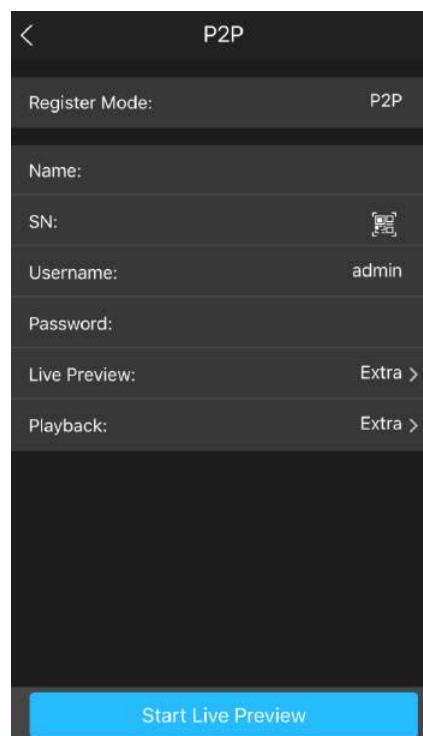 P2P
Register Mode: P2P
Name:
SN:
Username: admin
Password:
Live Preview: Extra >
Playback: Extra >
Start Live Preview